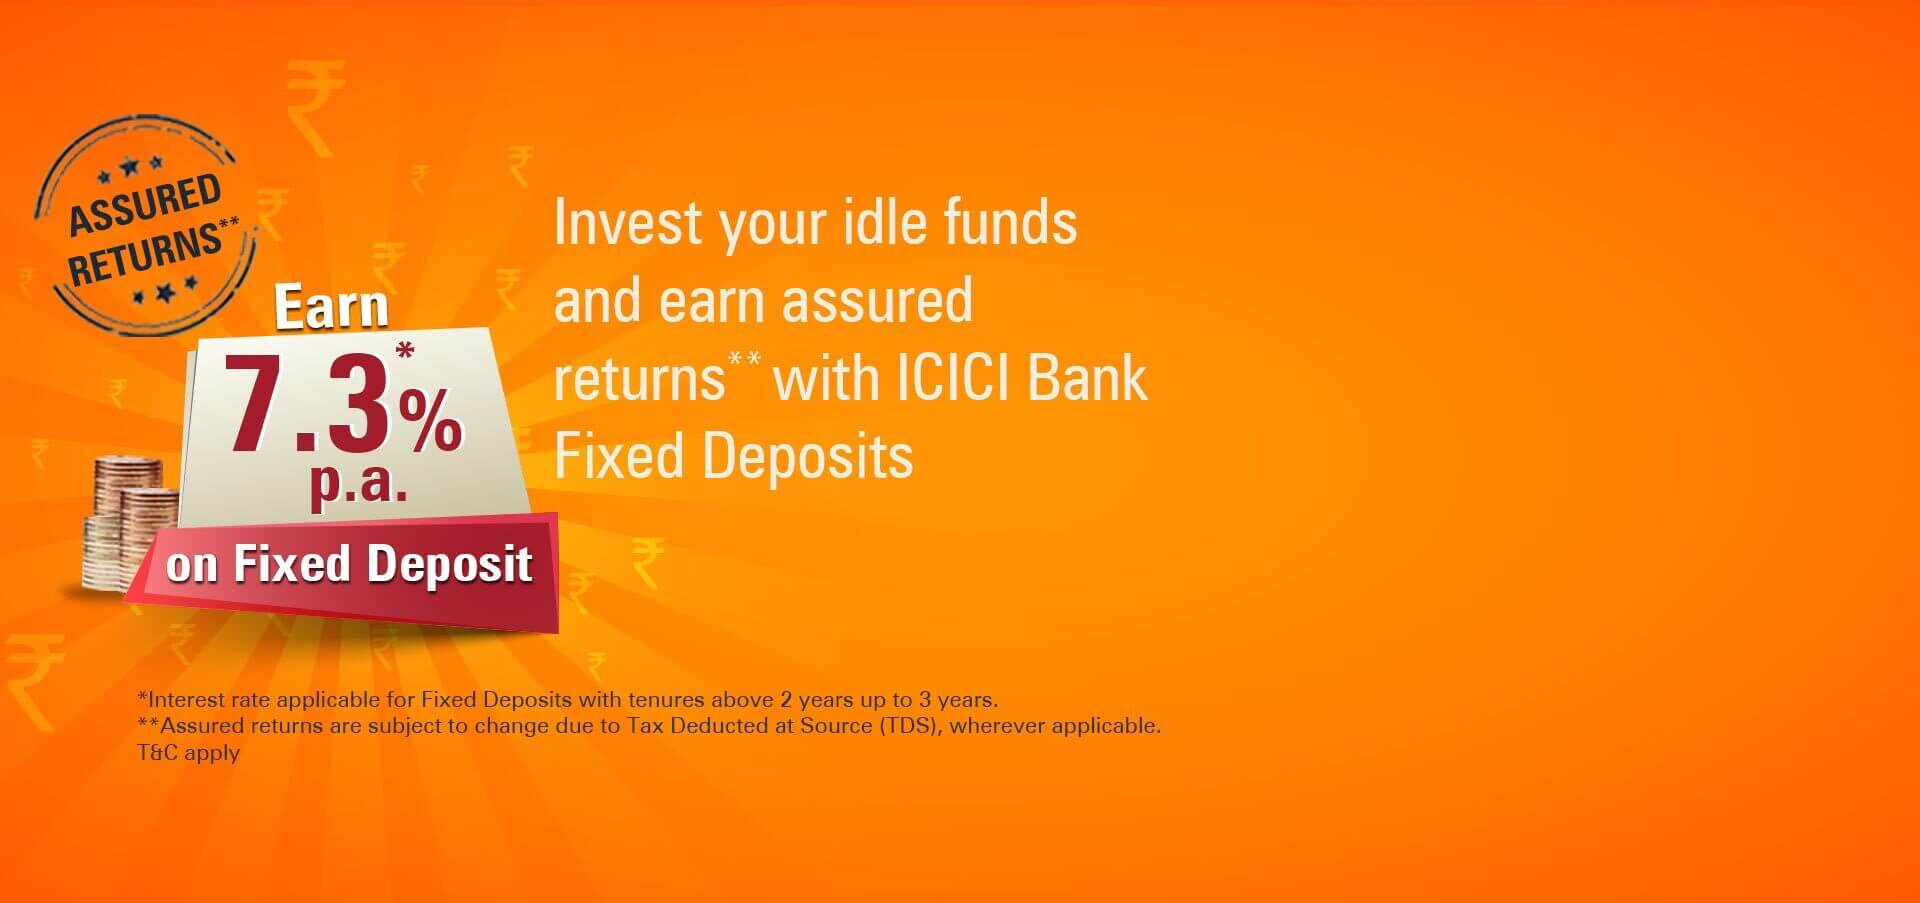 ASSURED
RETURNS**
Earn
7.3*%
p.a.
on Fixed Deposit
Invest your idle funds
and earn assured
returns** with ICICI Bank
Fixed Deposits
*Interest rate applicable for Fixed Deposits with tenures above 2 years up to 3 years.
**Assured returns are subject to change due to Tax Deducted at Source (TDS), wherever applicable.
T&C apply